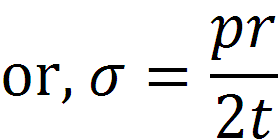 or, σ = pr/2t